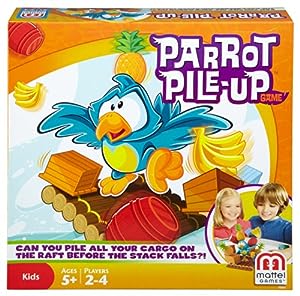 PARROT
PILE-UP
GAME
CAN YOU PILE ALL YOUR CARGO ON
THE RAFT BEFORE THE STACK FALLS?!
Kids
AGES
5+
PLAYERS
2-4
mattel
GAMES